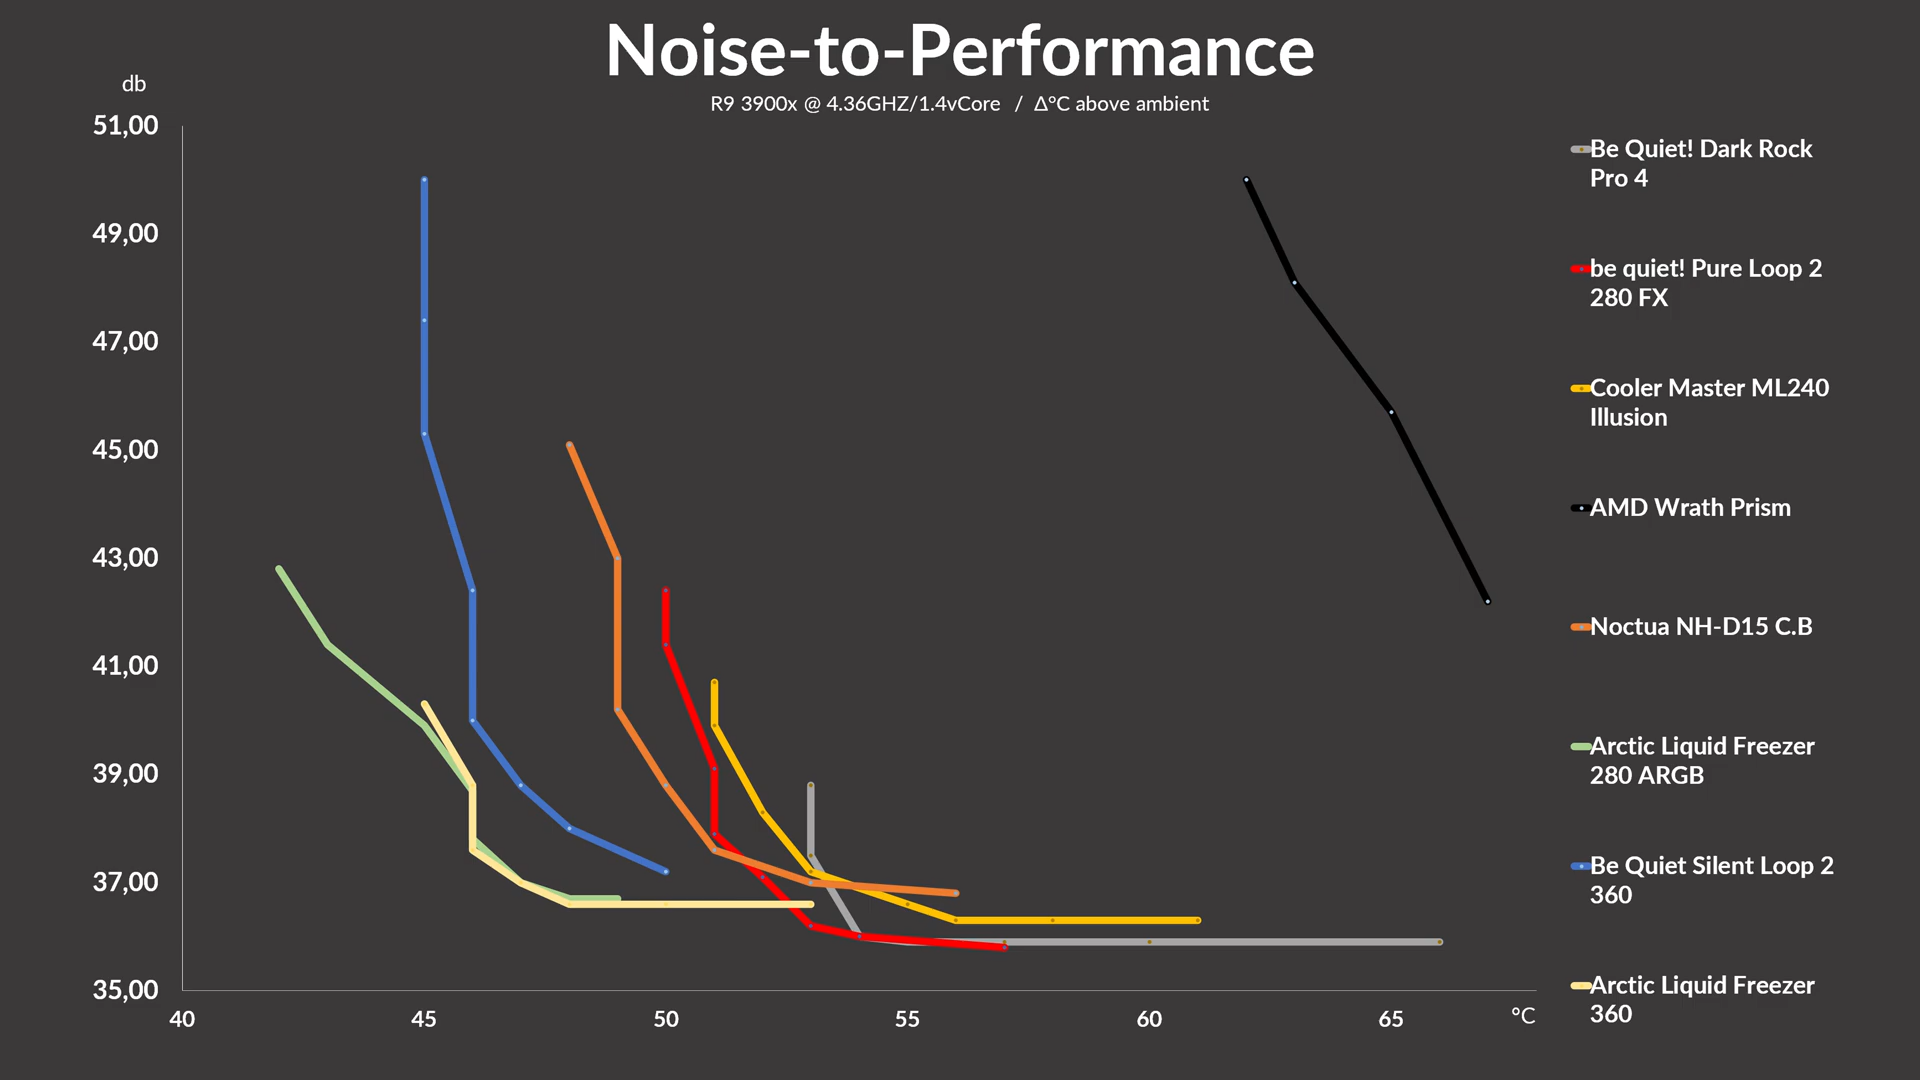 Noise-to-Performance
db
R9 3900x @ 4.36GHZ/1.4vCore / Δ°C above ambient
51,00
49,00
47,00
45,00
43,00
41,00
39,00
37,00
35,00
40
45
50
55
60
65
°C
Be Quiet! Dark Rock
Pro 4
be quiet! Pure Loop 2
280 FX
Cooler Master ML240
Illusion
AMD Wrath Prism
Noctua NH-D15 C.B
Arctic Liquid Freezer
280 ARGB
Be Quiet Silent Loop 2
360
Arctic Liquid Freezer
360